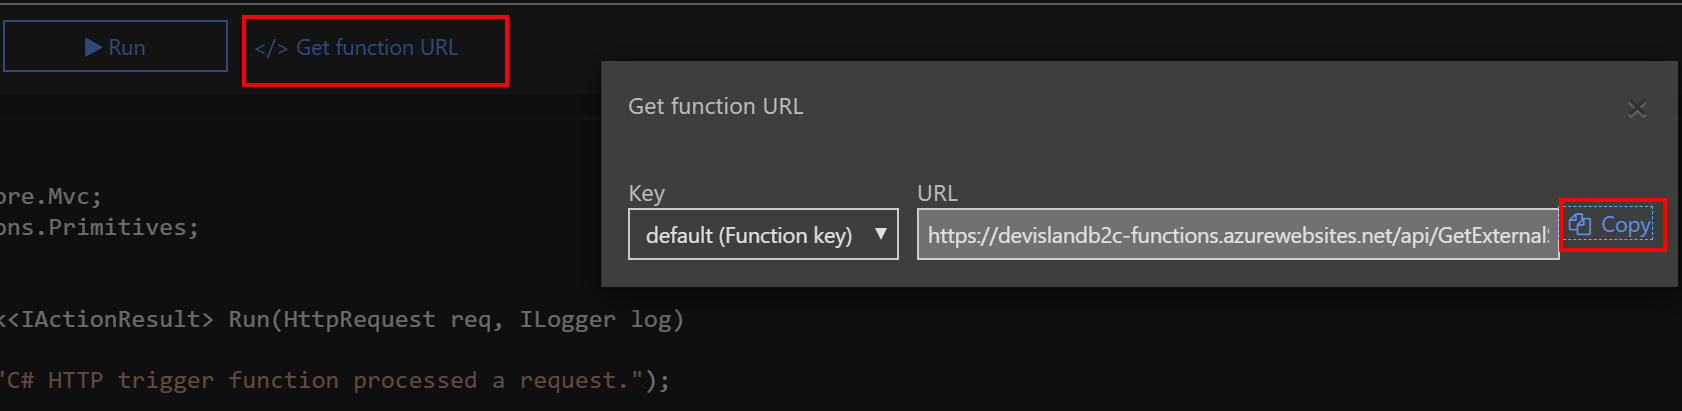 Run
</> Get function URL
Get function URL
Key
URL
default (Function key)
https://devislandb2c-functions.azurewebsites.net/api/GetExternal
Copy
ore.Mvc;
ons.Primitives;
<<IActionResult> Run(HttpRequest req, ILogger log)
"C# HTTP trigger function processed a request.");